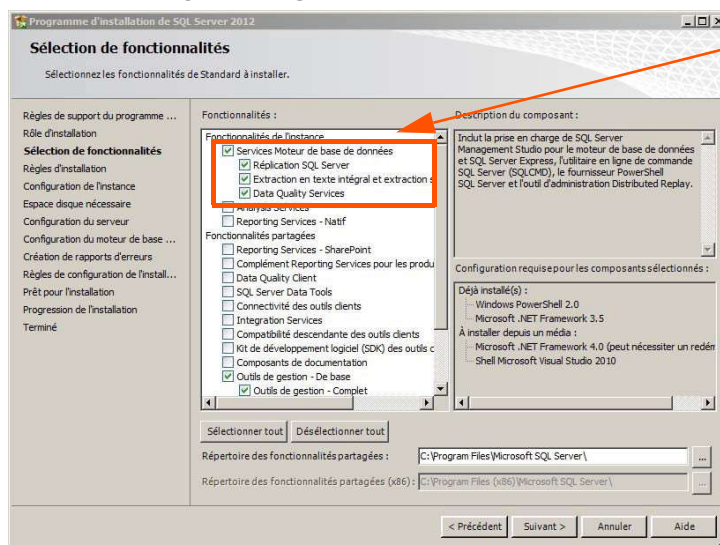 Programme d'installation de SQL Server 2012
Sélection de fonctionnalités
Sélectionnez les fonctionnalités de Standard à installer.
Règles de support du programme ...
Rôle d'installation
Sélection de fonctionnalités
Règles d'installation
Configuration de l'instance
Espace disque nécessaire
Configuration du serveur
Configuration du moteur de base ...
Création de rapports d'erreurs
Règles de configuration de l'install...
Prêt pour l'installation
Progression de l'installation
Terminé
Fonctionnalités :
Fonctionnalités de l'instance
Services Moteur de base de données
Réplication SQL Server
Extraction en texte intégral et extraction s
Data Quality Services
Analysis Services
Reporting Services - Natif
Fonctionnalités partagées
Reporting Services - SharePoint
Complément Reporting Services pour les produ
Data Quality Client
SQL Server Data Tools
Connectivité des outils clients
Integration Services
Compatibilité descendante des outils clients
Kit de développement logiciel (SDK) des outils c
Composants de documentation
Outils de gestion - De base
Outils de gestion - Complet
Description du composant :
Inclut la prise en charge de SQL Server
Management Studio pour le moteur de base de données
et SQL Server Express, l'utilitaire en ligne de commande
SQL Server (SQLCMD), le fournisseur PowerShell
SQL Server et l'outil d'administration Distributed Replay.
Configuration requise pour les composants sélectionnés :
Déjà installé(s) :
Windows PowerShell 2.0
Microsoft .NET Framework 3.5
À installer depuis un média :
Microsoft .NET Framework 4.0 (peut nécessiter un redém
Shell Microsoft Visual Studio 2010
Sélectionner tout
Désélectionner tout
Répertoire des fonctionnalités partagées :
C:\Program Files\Microsoft SQL Server\
...
Répertoire des fonctionnalités partagées (x86) :
C:\Program Files (x86)\Microsoft SQL Server\
...
< Précédent
Suivant >
Annuler
Aide